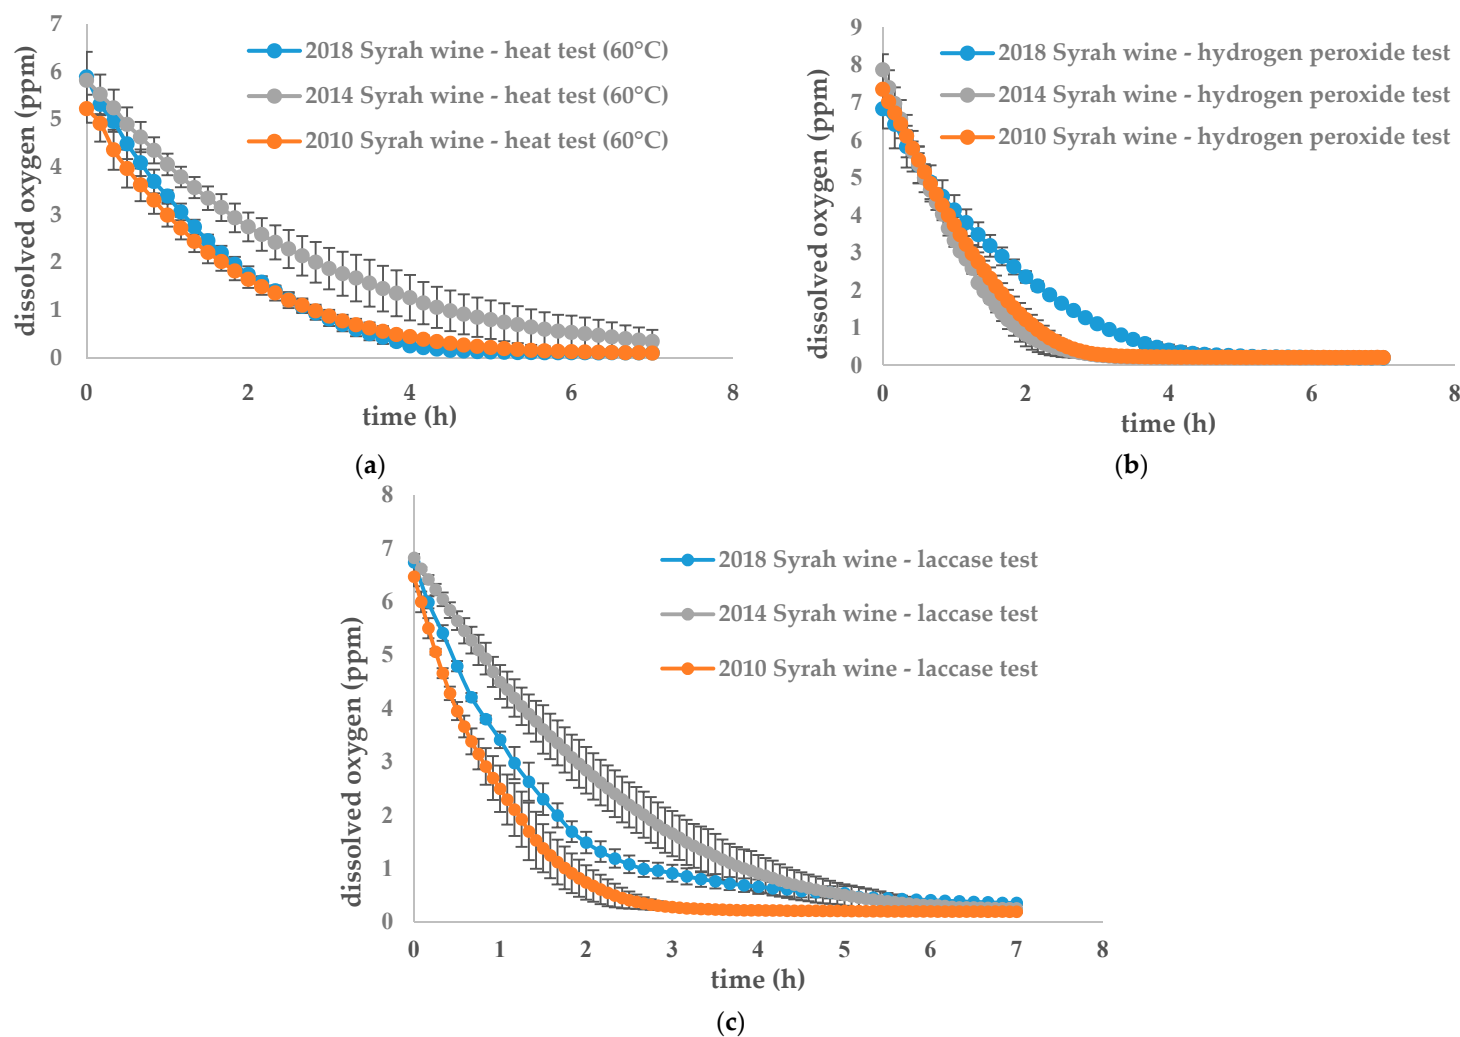 7
6
5
4
3
2
1
0
dissolved oxygen (ppm)
2018 Syrah wine - heat test (60°C)
2014 Syrah wine - heat test (60°C)
2010 Syrah wine - heat test (60°C)
0 2 4 6 8
time (h)
(a)
9
8
7
6
5
4
3
2
1
0
dissolved oxygen (ppm)
2018 Syrah wine - hydrogen peroxide test
2014 Syrah wine - hydrogen peroxide test
2010 Syrah wine - hydrogen peroxide test
0 2 4 6 8
time (h)
(b)
8
7
6
5
4
3
2
1
0
dissolved oxygen (ppm)
2018 Syrah wine - laccase test
2014 Syrah wine - laccase test
2010 Syrah wine - laccase test
0 1 2 3 4 5 6 7 8
time (h)
(c)